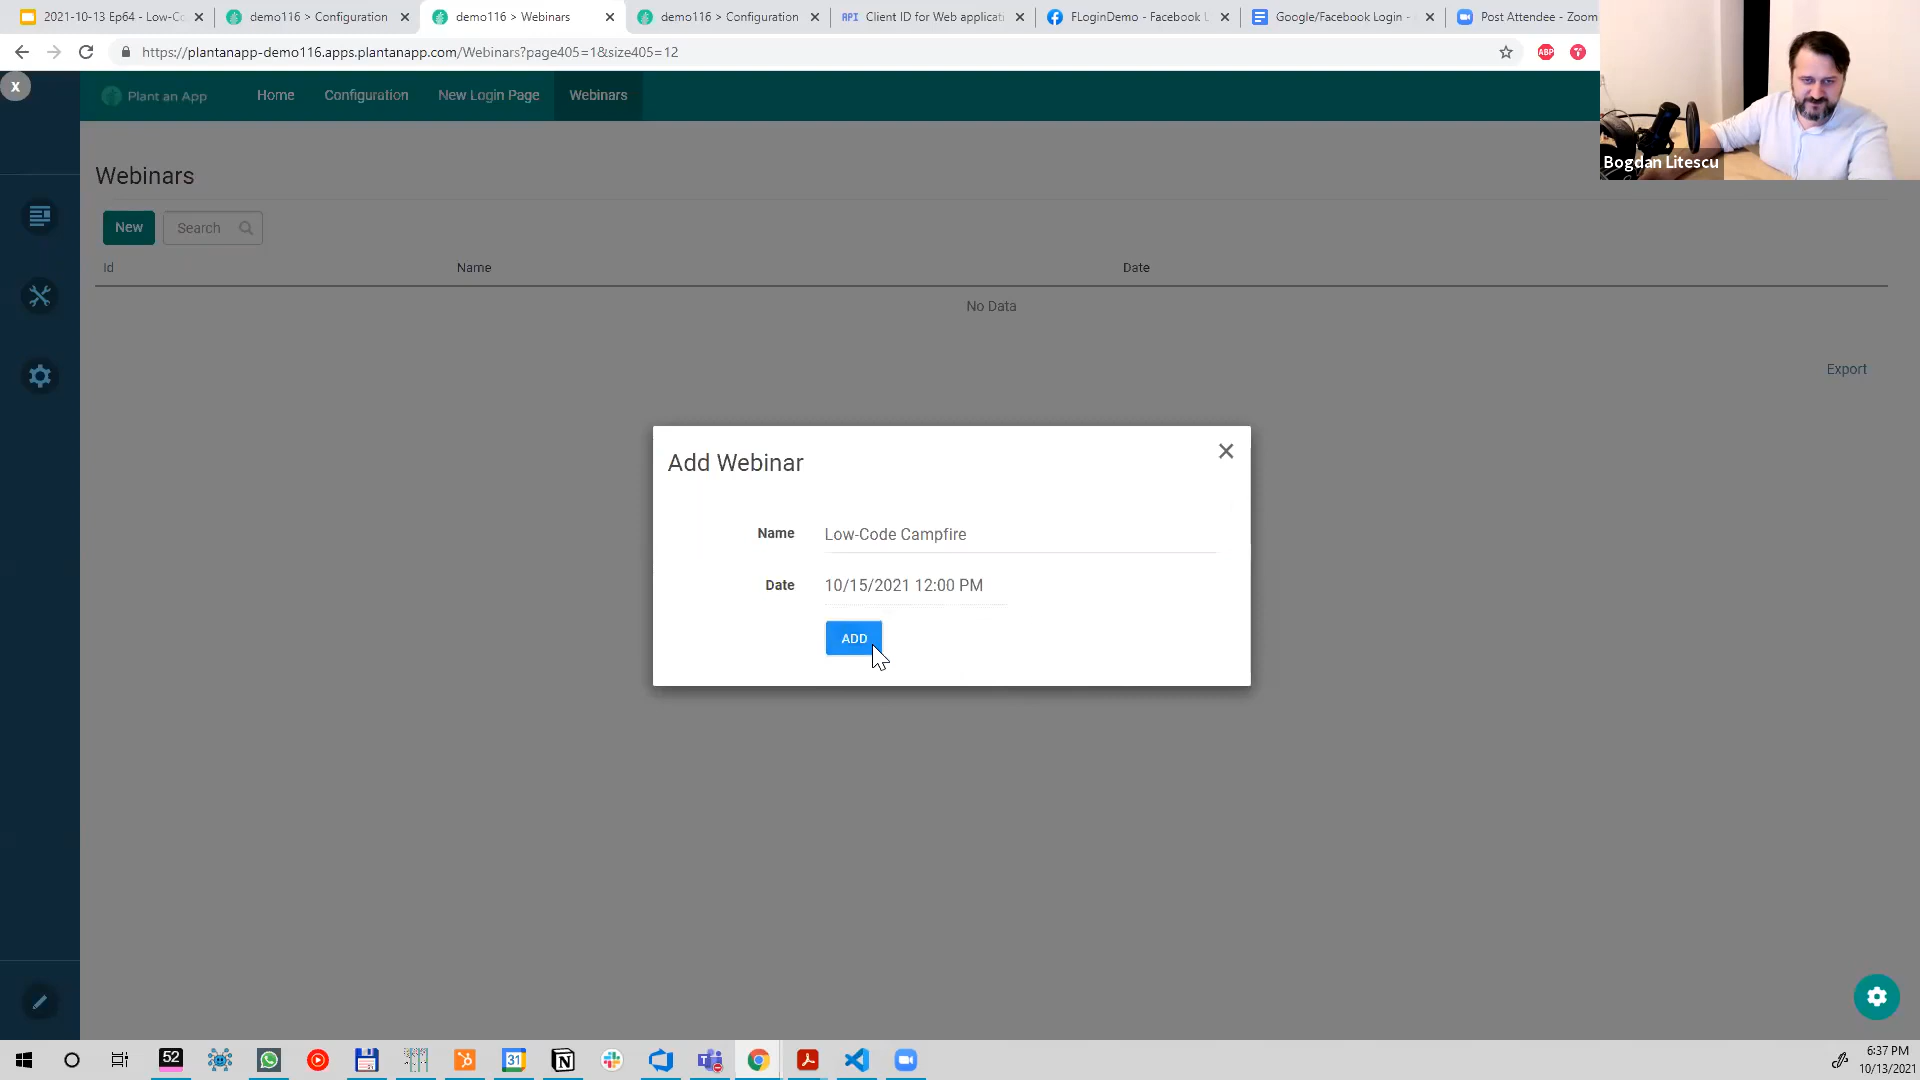 2021-10-13 Ep64 - Low-Co
demo116 > Configuration
demo116 > Webinars
demo116 > Configuration
API
Client ID for Web applicati
FLoginDemo - Facebook L
Google/Facebook Login -
Post Attendee - Zoom
https://plantanapp-demo116.apps.plantanapp.com/Webinars?page405=1&size405=12
ABP
x
Plant an App
Home
Configuration
New Login Page
Webinars
Bogdan Litescu
Webinars
New
Search
Id
Name
Date
No Data
Export
Add Webinar
Name
Low-Code Campfire
Date
10/15/2021 12:00 PM
ADD
52
31
6:37 PM
10/13/2021